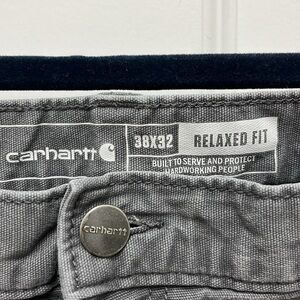 carhartt
38X32 RELAXED FIT
BUILT TO SERVE AND PROTECT
HARDWORKING PEOPLE
carhartt